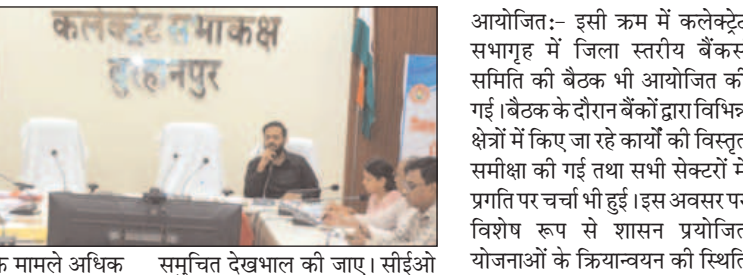 कलेक्ट्रेट सभाकक्ष
बुरहानपुर
क मामले अधिक
समुचित देखभाल की जाए। सीईओ
आयोजित:– इसी क्रम में कलेक्ट्रेट
सभागृह में जिला स्तरीय बैंकस
समिति की बैठक भी आयोजित की
गई।बैठक के दौरान बैंकों द्वारा विभिन्न
क्षेत्रों में किए जा रहे कार्यों की विस्तृत
समीक्षा की गई तथा सभी सेक्टरों में
प्रगति पर चर्चा भी हुई।इस अवसर पर
विशेष रूप से शासन प्रयोजित
योजनाओं के क्रियान्वयन की स्थिति